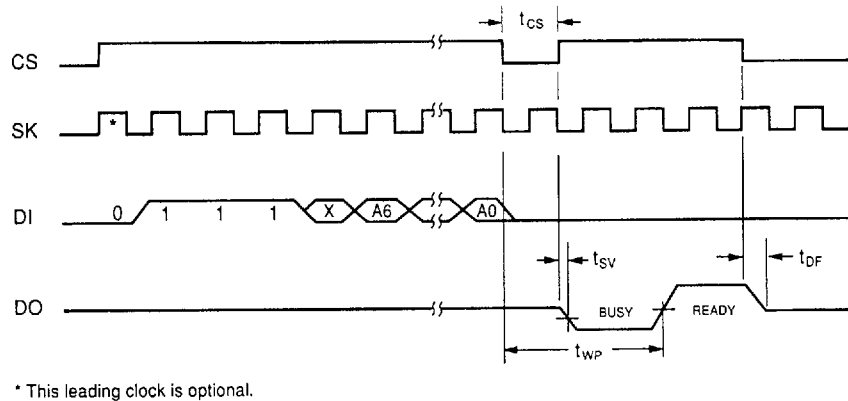 tCS
CS
SK
*
DI
0 1 1 1 X A6 A0
tSV
tDF
DO
BUSY
READY
tWP
* This leading clock is optional.